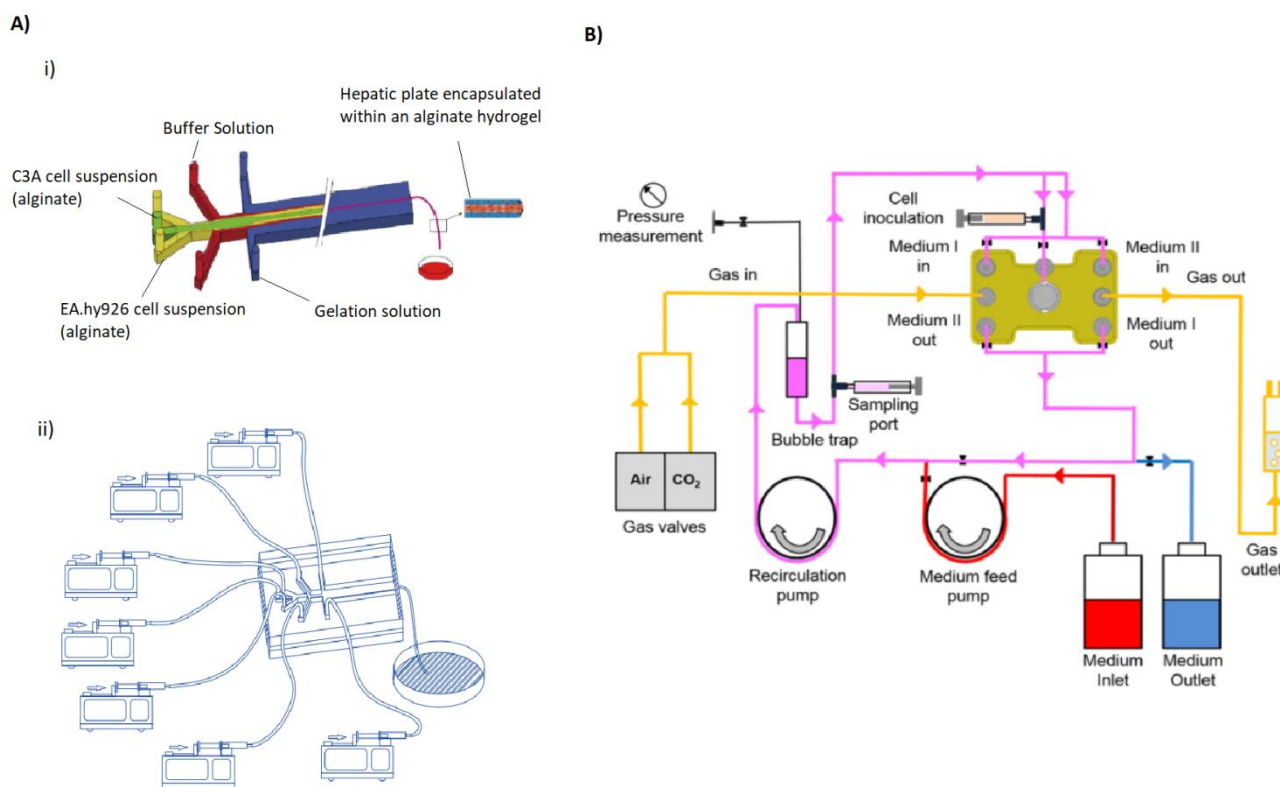 A)
i)
Buffer Solution
Hepatic plate encapsulated
within an alginate hydrogel
C3A cell suspension
(alginate)
EA.hy926 cell suspension
(alginate)
Gelation solution
ii)
B)
Pressure
measurement
Cell
inoculation
Gas in
Medium I
in
Medium II
in
Gas out
Medium II
out
Medium I
out
Sampling
port
Bubble trap
Air
CO₂
Gas valves
Recirculation
pump
Medium feed
pump
Medium
Inlet
Medium
Outlet
Gas
outlet